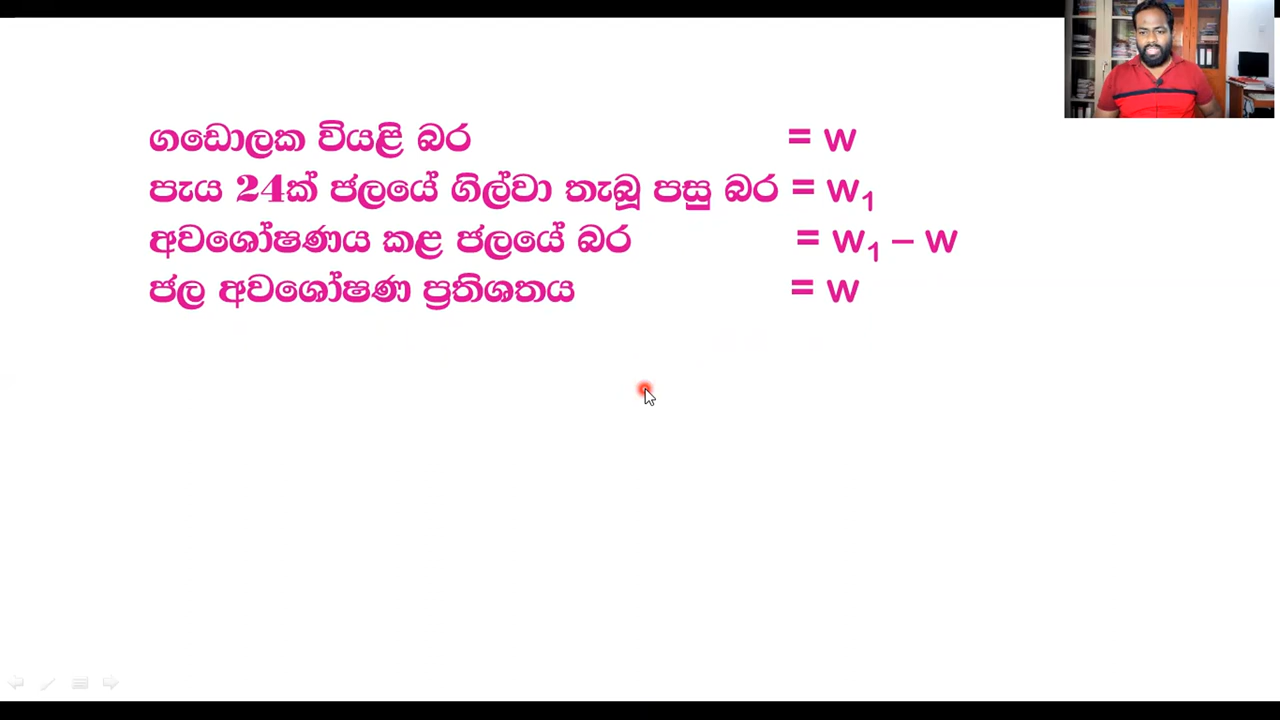 ගඩොලක වියළි බර = w
පැය 24ක් ජලයේ ගිල්වා තැබූ පසු බර = w₁
අවශෝෂණය කළ ජලයේ බර = w₁ – w
ජල අවශෝෂණ ප්‍රතිශතය = w